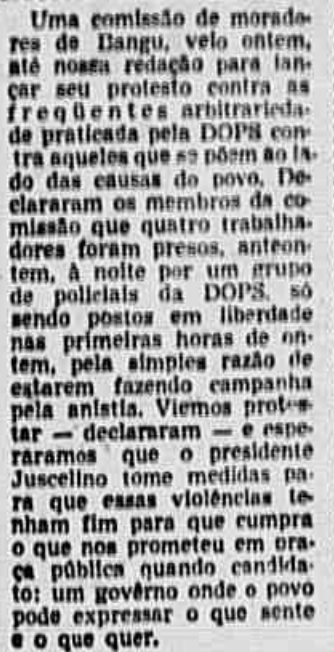 Uma comissão de morado-
res de Bangu, veio ontem,
até nossa redação para lan-
çar seu protesto contra as
freqüentes arbitrarieda-
de praticada pela DOPS con-
tra aqueles que se põem ao la-
do das causas do povo. De-
clararam os membros da co-
missão que quatro trabalha-
dores foram presos, anteon-
tem, à noite por um grupo
de policiais da DOPS, só
sendo postos em liberdade
nas primeiras horas de on-
tem, pela simples razão de
estarem fazendo campanha
pela anistia. Viemos protes-
tar — declararam — e espe-
raramos que o presidente
Juscelino tome medidas pa-
ra que essas violências te-
nham fim para que cumpra
o que nos prometeu em pra-
ça pública quando candida-
to: um govêrno onde o povo
pode expressar o que sente
e o que quer.